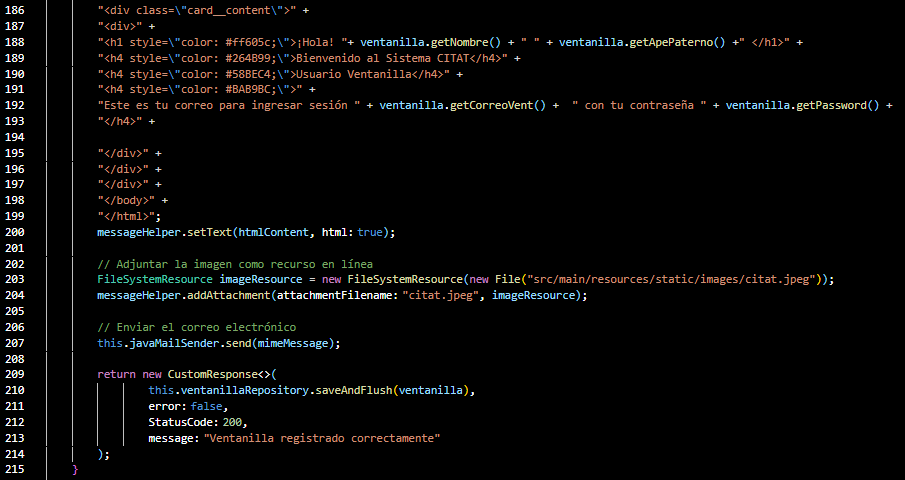 186 "<div class=\"card__content\">" +
187 "<div>" +
188 "<h1 style=\"color: #ff605c;\">¡Hola! "+ ventanilla.getNombre() + " " + ventanilla.getApePaterno() +" </h1>" +
189 "<h4 style=\"color: #264B99;\">Bienvenido al Sistema CITAT</h4>" +
190 "<h4 style=\"color: #58BEC4;\">Usuario Ventanilla</h4>" +
191 "<h4 style=\"color: #BAB9BC;\">" +
192 "Este es tu correo para ingresar sesión " + ventanilla.getCorreoVent() +  " con tu contraseña " + ventanilla.getPassword() +
193 "</h4>" +
194
195 "</div>" +
196 "</div>" +
197 "</div>" +
198 "</body>" +
199 "</html>";
200 messageHelper.setText(htmlContent, html: true);
201
202 // Adjuntar la imagen como recurso en línea
203 FileSystemResource imageResource = new FileSystemResource(new File("src/main/resources/static/images/citat.jpeg"));
204 messageHelper.addAttachment(attachmentFilename: "citat.jpeg", imageResource);
205
206 // Enviar el correo electrónico
207 this.javaMailSender.send(mimeMessage);
208
209 return new CustomResponse<>(
210 this.ventanillaRepository.saveAndFlush(ventanilla),
211 error: false,
212 StatusCode: 200,
213 message: "Ventanilla registrado correctamente"
214 );
215 }